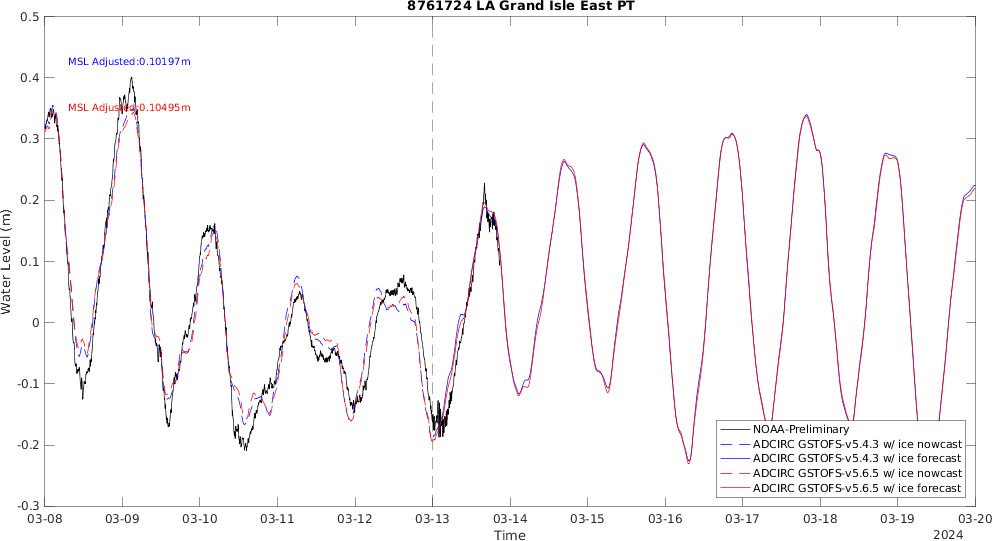 8761724 LA Grand Isle East PT
0.5
MSL Adjusted:0.10197m
0.4
MSL Adjusted:0.10495m
0.3
0.2
0.1
0
-0.1
-0.2
-0.3
Water Level (m)
NOAA-Preliminary
ADCIRC GSTOFS-v5.4.3 w/ ice nowcast
ADCIRC GSTOFS-v5.4.3 w/ ice forecast
ADCIRC GSTOFS-v5.6.5 w/ ice nowcast
ADCIRC GSTOFS-v5.6.5 w/ ice forecast
03-08 03-09 03-10 03-11 03-12 03-13 03-14 03-15 03-16 03-17 03-18 03-19 03-20
Time
2024